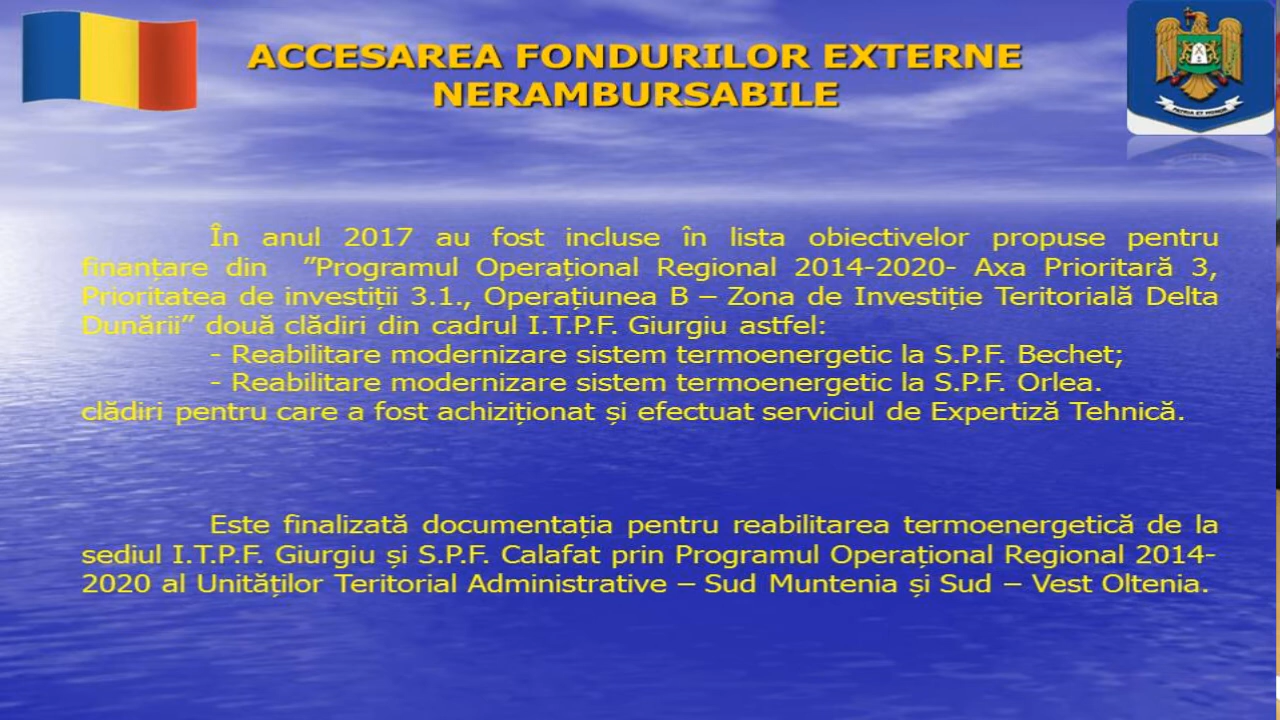 ACCESAREA FONDURILOR EXTERNE
NERAMBURSABILE
PATRIA ET HONOR
În anul 2017 au fost incluse în lista obiectivelor propuse pentru
finanțare din ”Programul Operațional Regional 2014-2020- Axa Prioritară 3,
Prioritatea de investiții 3.1., Operațiunea B – Zona de Investiție Teritorială Delta
Dunării” două clădiri din cadrul I.T.P.F. Giurgiu astfel:
- Reabilitare modernizare sistem termoenergetic la S.P.F. Bechet;
- Reabilitare modernizare sistem termoenergetic la S.P.F. Orlea.
clădiri pentru care a fost achiziționat și efectuat serviciul de Expertiză Tehnică.
Este finalizată documentația pentru reabilitarea termoenergetică de la
sediul I.T.P.F. Giurgiu și S.P.F. Calafat prin Programul Operațional Regional 2014-
2020 al Unităților Teritorial Administrative – Sud Muntenia și Sud – Vest Oltenia.